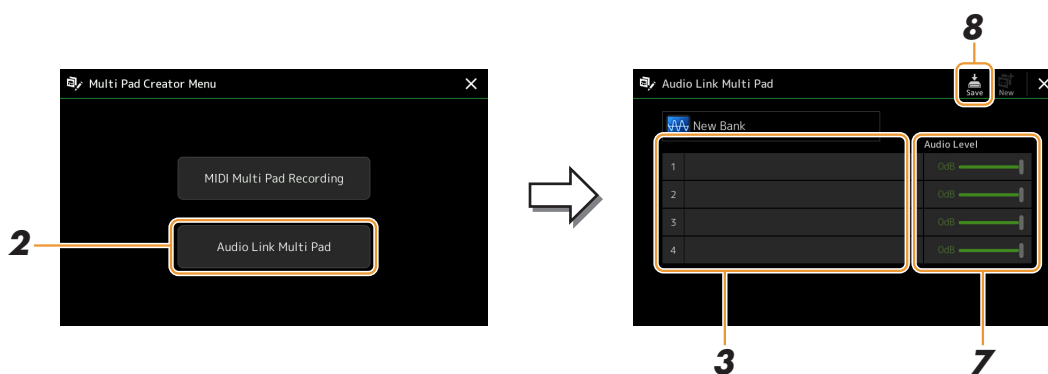 8
Multi Pad Creator Menu
MIDI Multi Pad Recording
Audio Link Multi Pad
2
Audio Link Multi Pad
Save
New
New Bank
Audio Level
1
0dB
2
0dB
3
0dB
4
0dB
3
7